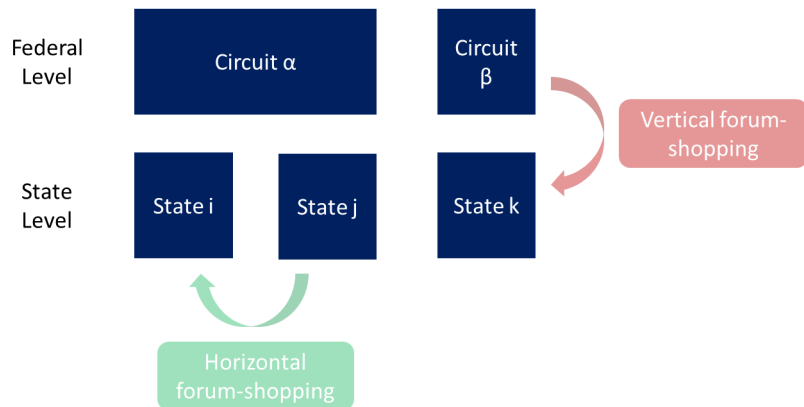 Federal
Level
Circuit α
Circuit
β
Vertical forum-
shopping
State
Level
State i
State j
State k
Horizontal
forum-shopping